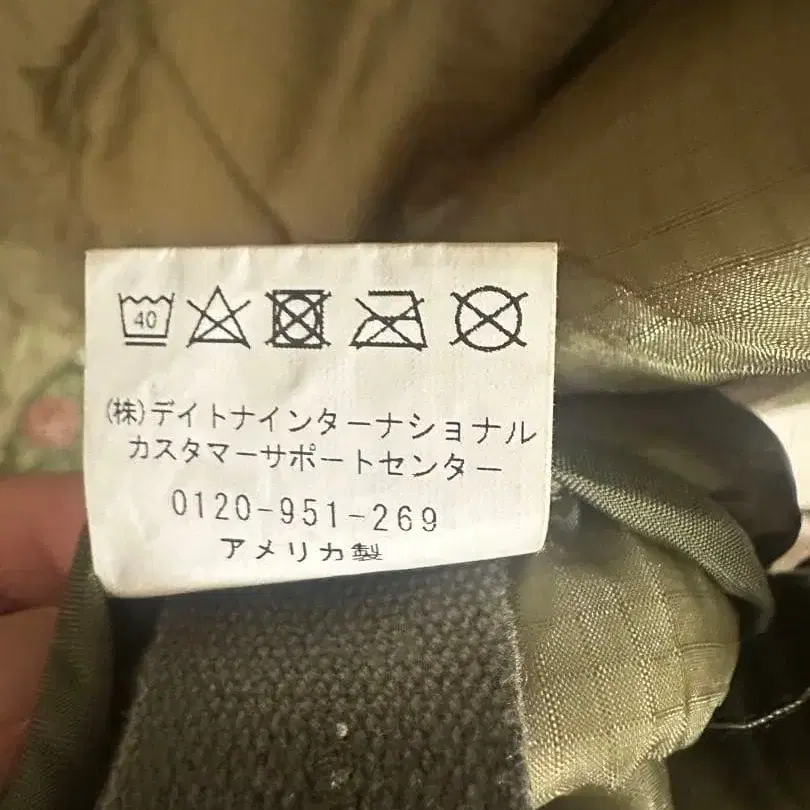 40
(株)デイトナインターナショナル
カスタマーサポートセンター
0120-951-269
アメリカ製